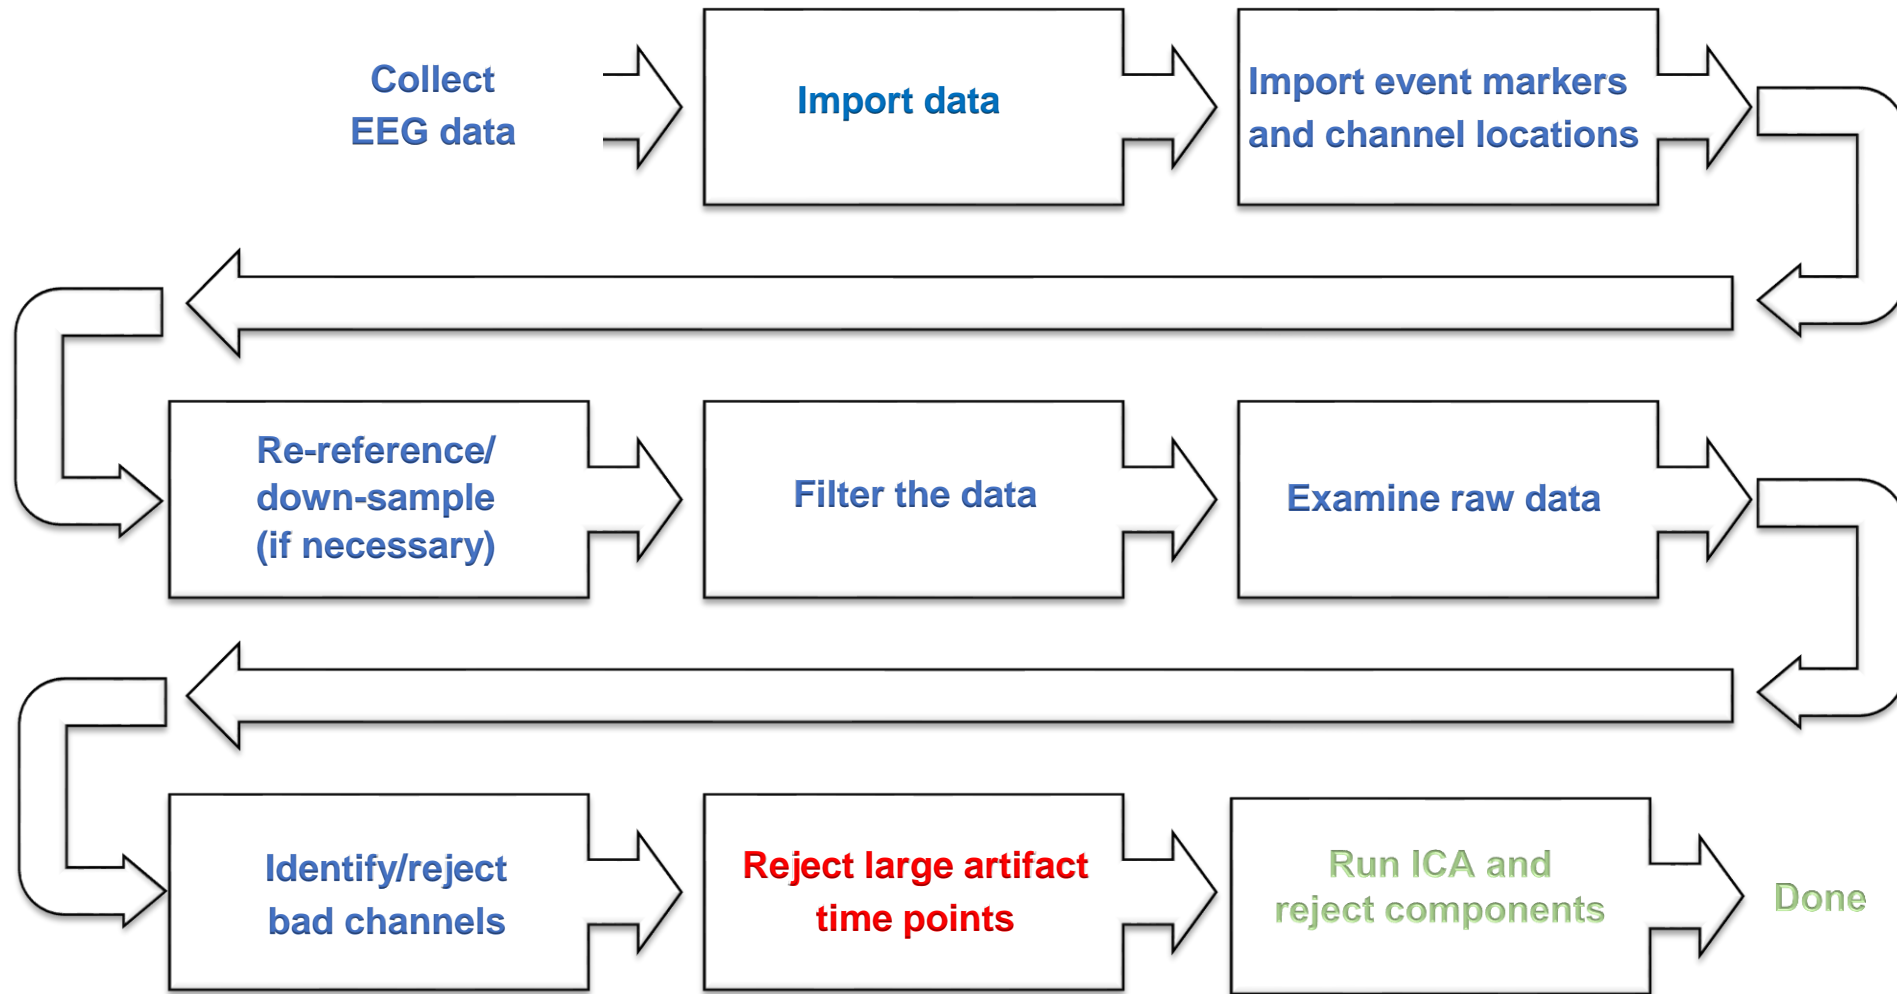 Collect
EEG data
Import data
Import event markers
and channel locations
Re-reference/
down-sample
(if necessary)
Filter the data
Examine raw data
Identify/reject
bad channels
Reject large artifact
time points
Run ICA and
reject components
Done